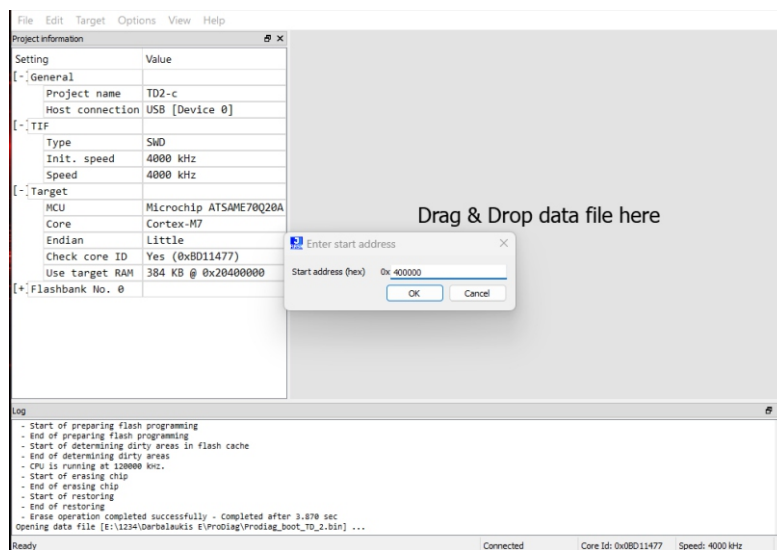 File Edit Target Options View Help
Project information
Setting Value
[-] General
Project name TD2-c
Host connection USB [Device 0]
[-] TIF
Type SWD
Init. speed 4000 kHz
Speed 4000 kHz
[-] Target
MCU Microchip ATSAME70Q20A
Core Cortex-M7
Endian Little
Check core ID Yes (0xBD11477)
Use target RAM 384 KB @ 0x20400000
[+] Flashbank No. 0
Drag & Drop data file here
Enter start address
Start address (hex) 0x 400000
OK Cancel
Log
- Start of preparing flash programming
- End of preparing flash programming
- Start of determining dirty areas in flash cache
- End of determining dirty areas
- CPU is running at 120000 kHz.
- Start of erasing chip
- End of erasing chip
- Start of restoring
- End of restoring
- Erase operation completed successfully - Completed after 3.870 sec
Opening data file [E:\1234\Darbalaukis E\ProDiag\Prodiag_boot_TD_2.bin] ...
Ready Connected Core Id: 0x0BD11477 Speed: 4000 kHz